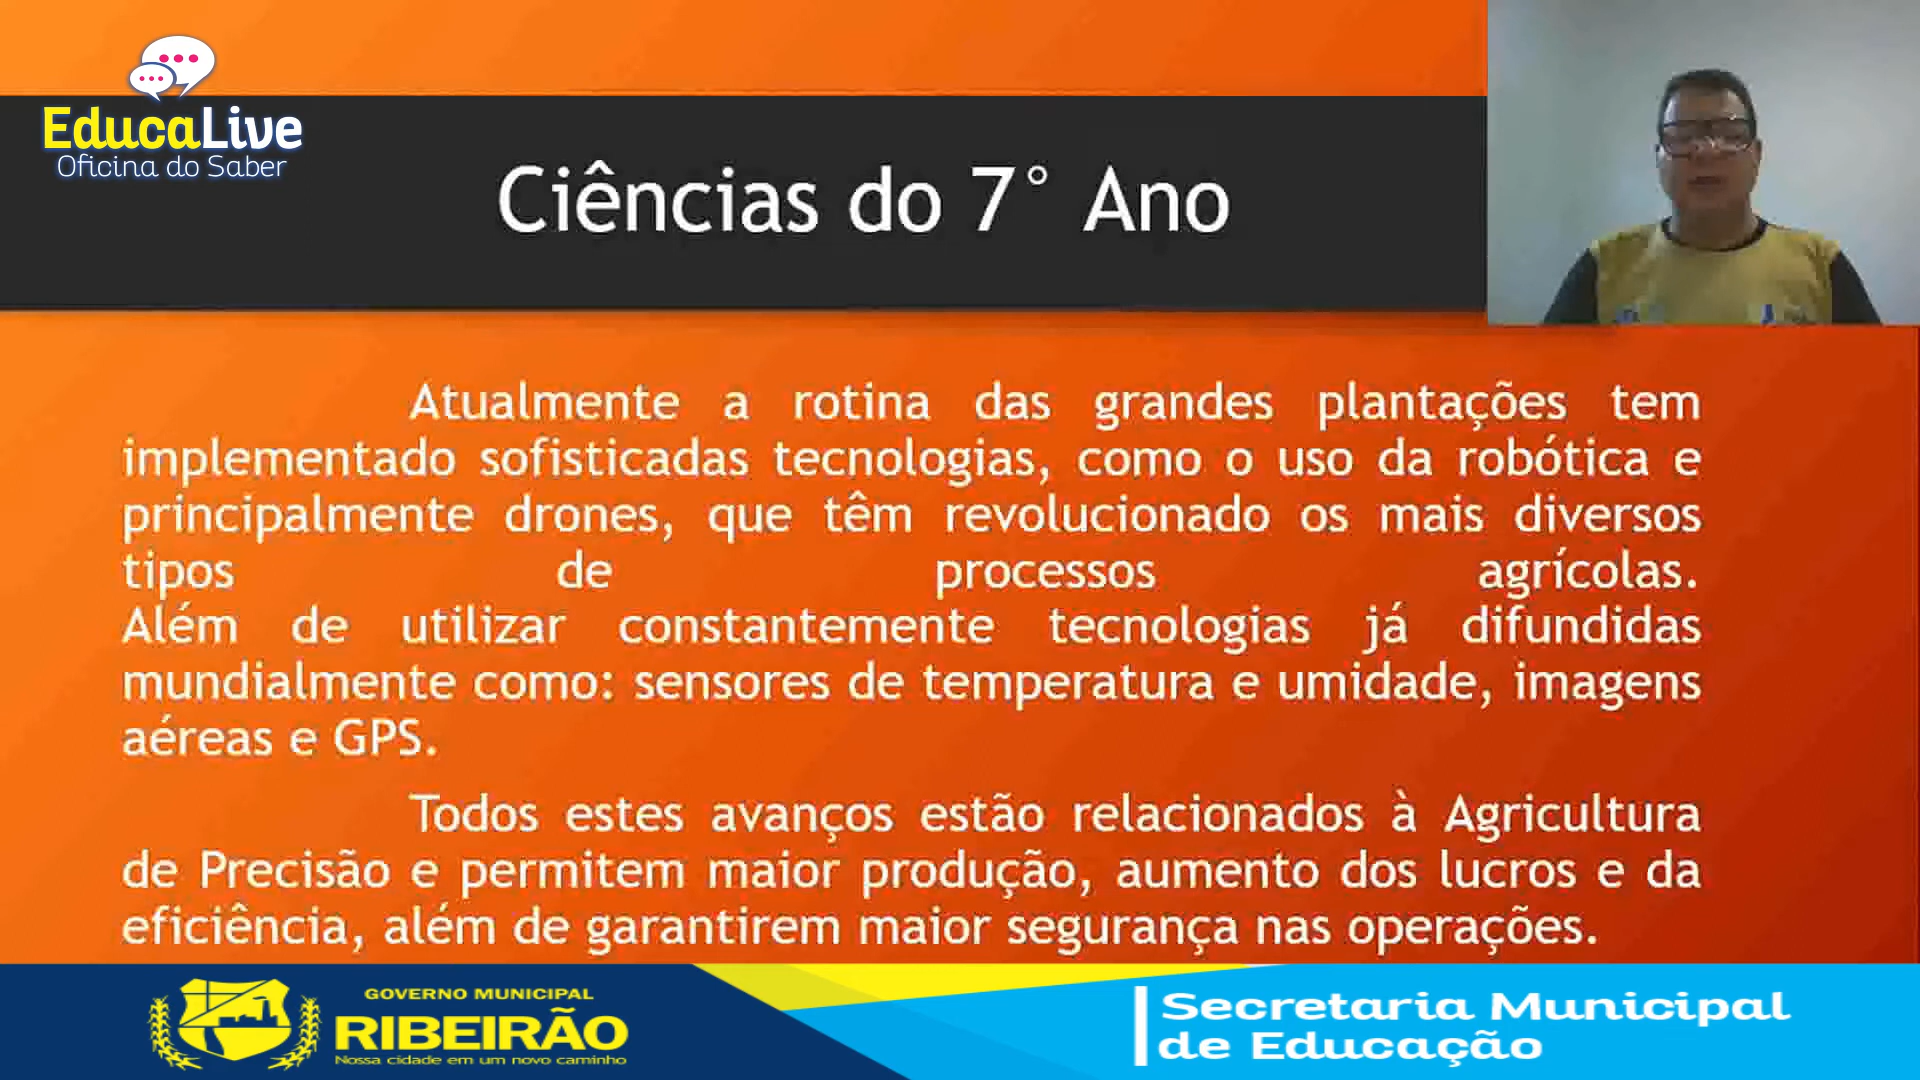 EducaLive
Oficina do Saber
Ciências do 7° Ano
Atualmente a rotina das grandes plantações tem
implementado sofisticadas tecnologias, como o uso da robótica e
principalmente drones, que têm revolucionado os mais diversos
tipos de processos agrícolas.
Além de utilizar constantemente tecnologias já difundidas
mundialmente como: sensores de temperatura e umidade, imagens
aéreas e GPS.
Todos estes avanços estão relacionados à Agricultura
de Precisão e permitem maior produção, aumento dos lucros e da
eficiência, além de garantirem maior segurança nas operações.
GOVERNO MUNICIPAL
RIBEIRÃO
Nossa cidade em um novo caminho
Secretaria Municipal
de Educação